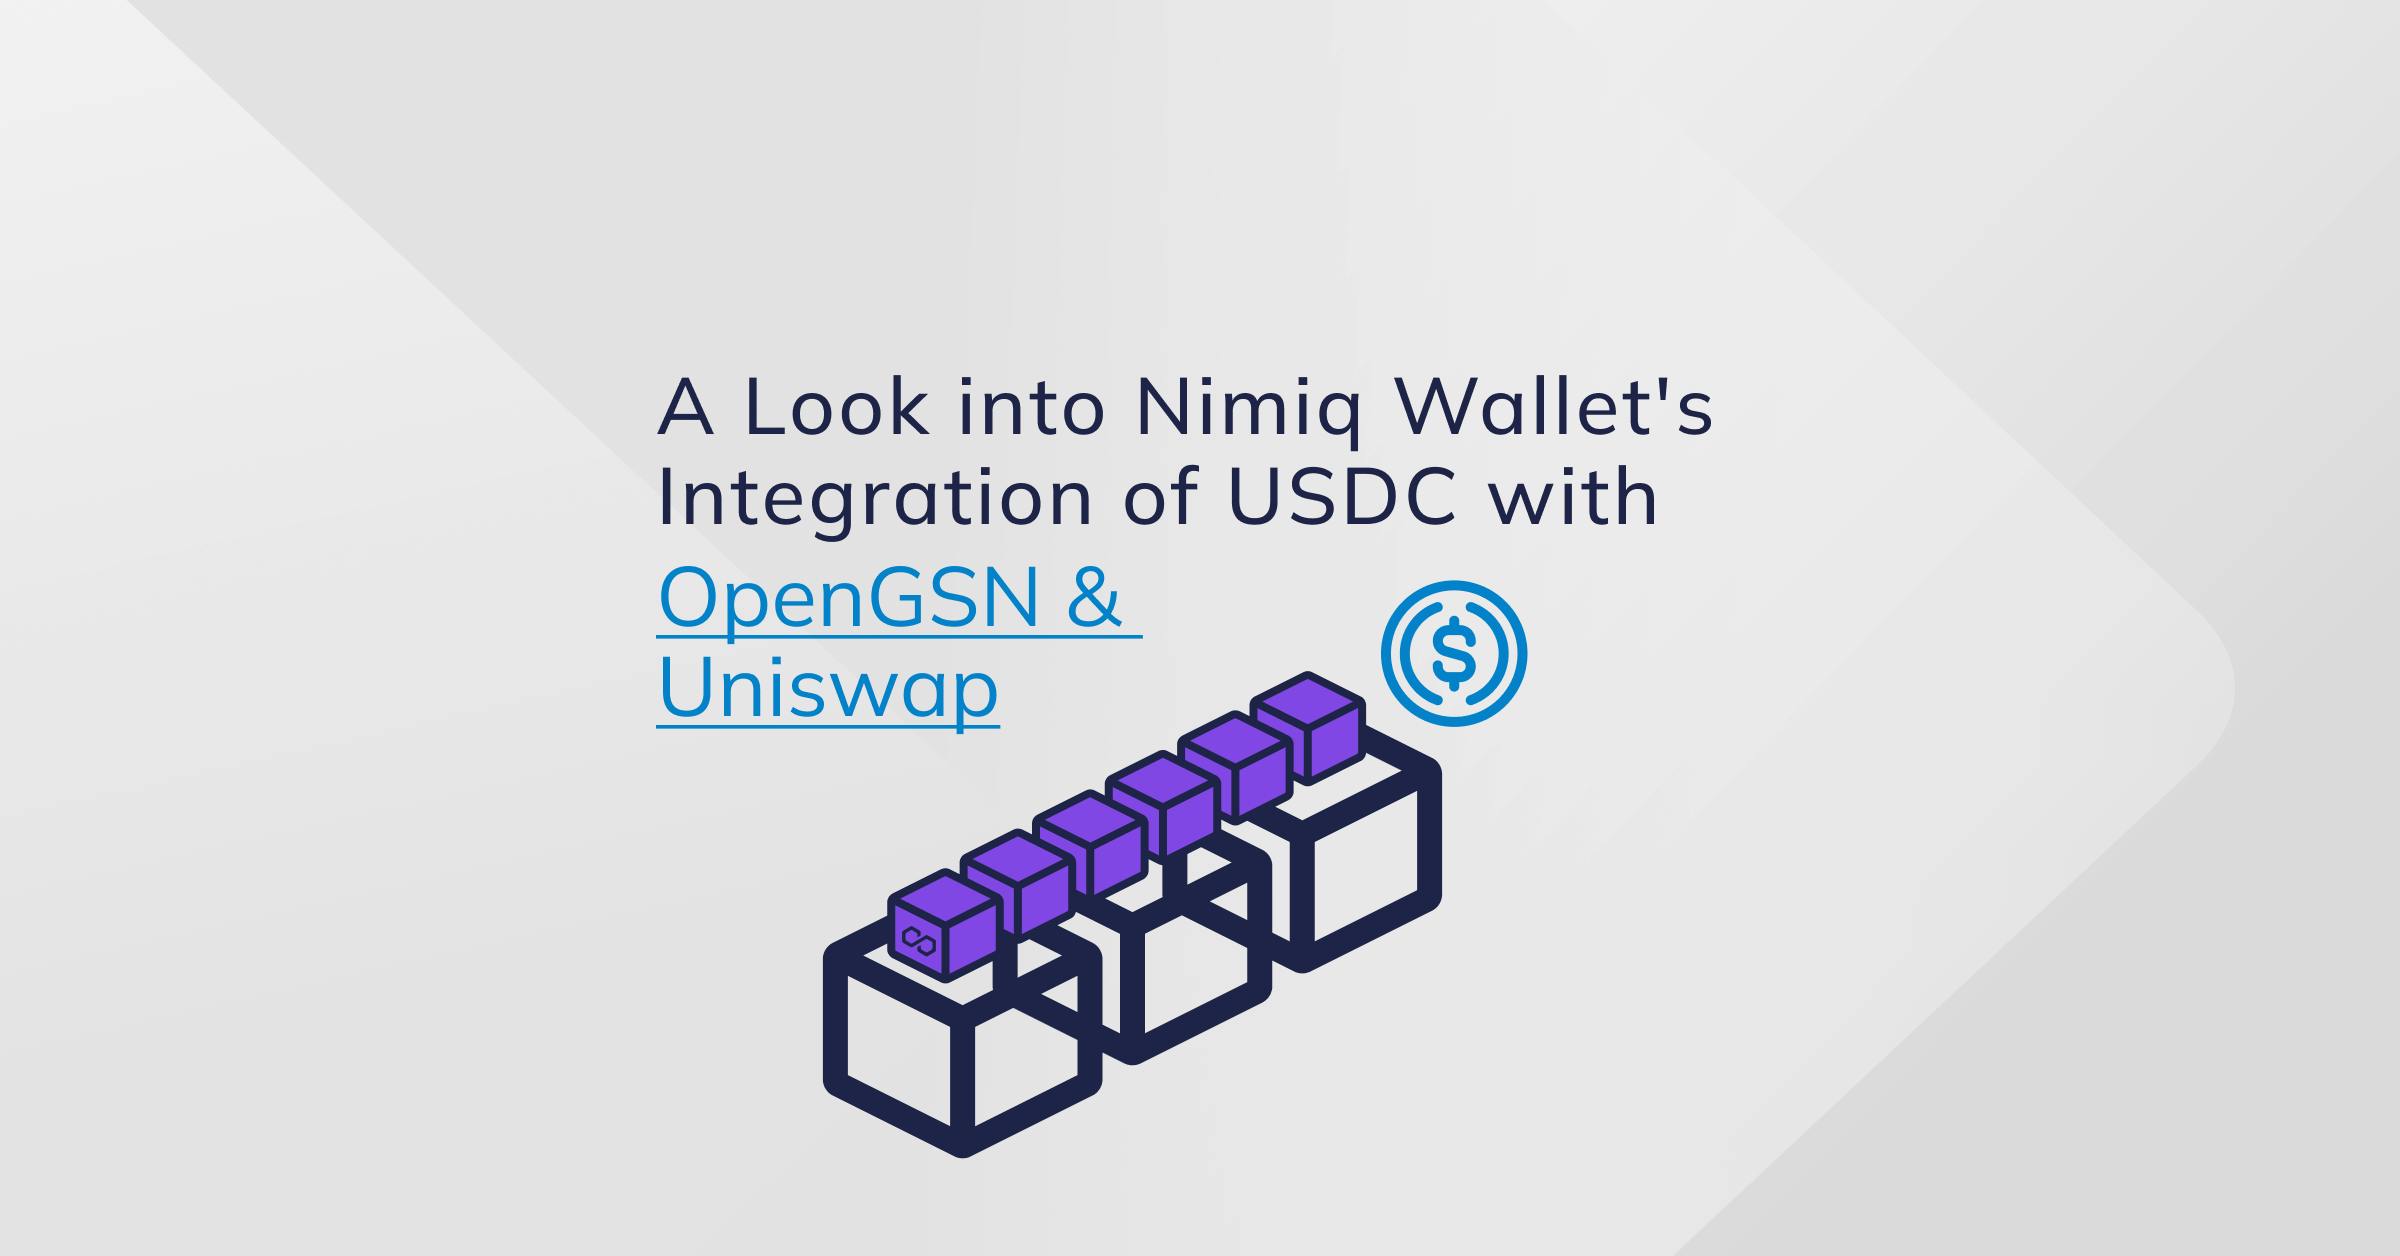 A Look into Nimiq Wallet's
Integration of USDC with
OpenGSN &
Uniswap